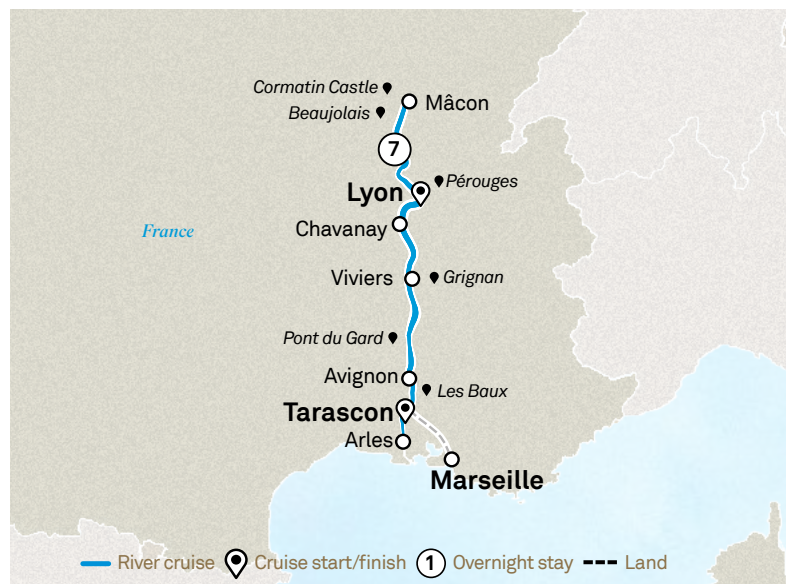 Cormatin Castle
Mâcon
Beaujolais
7
Pérouges
Lyon
Chavanay
France
Viviers
Grignan
Pont du Gard
Avignon
Les Baux
Tarascon
Arles
Marseille
River cruise Cruise start/finish 1 Overnight stay Land